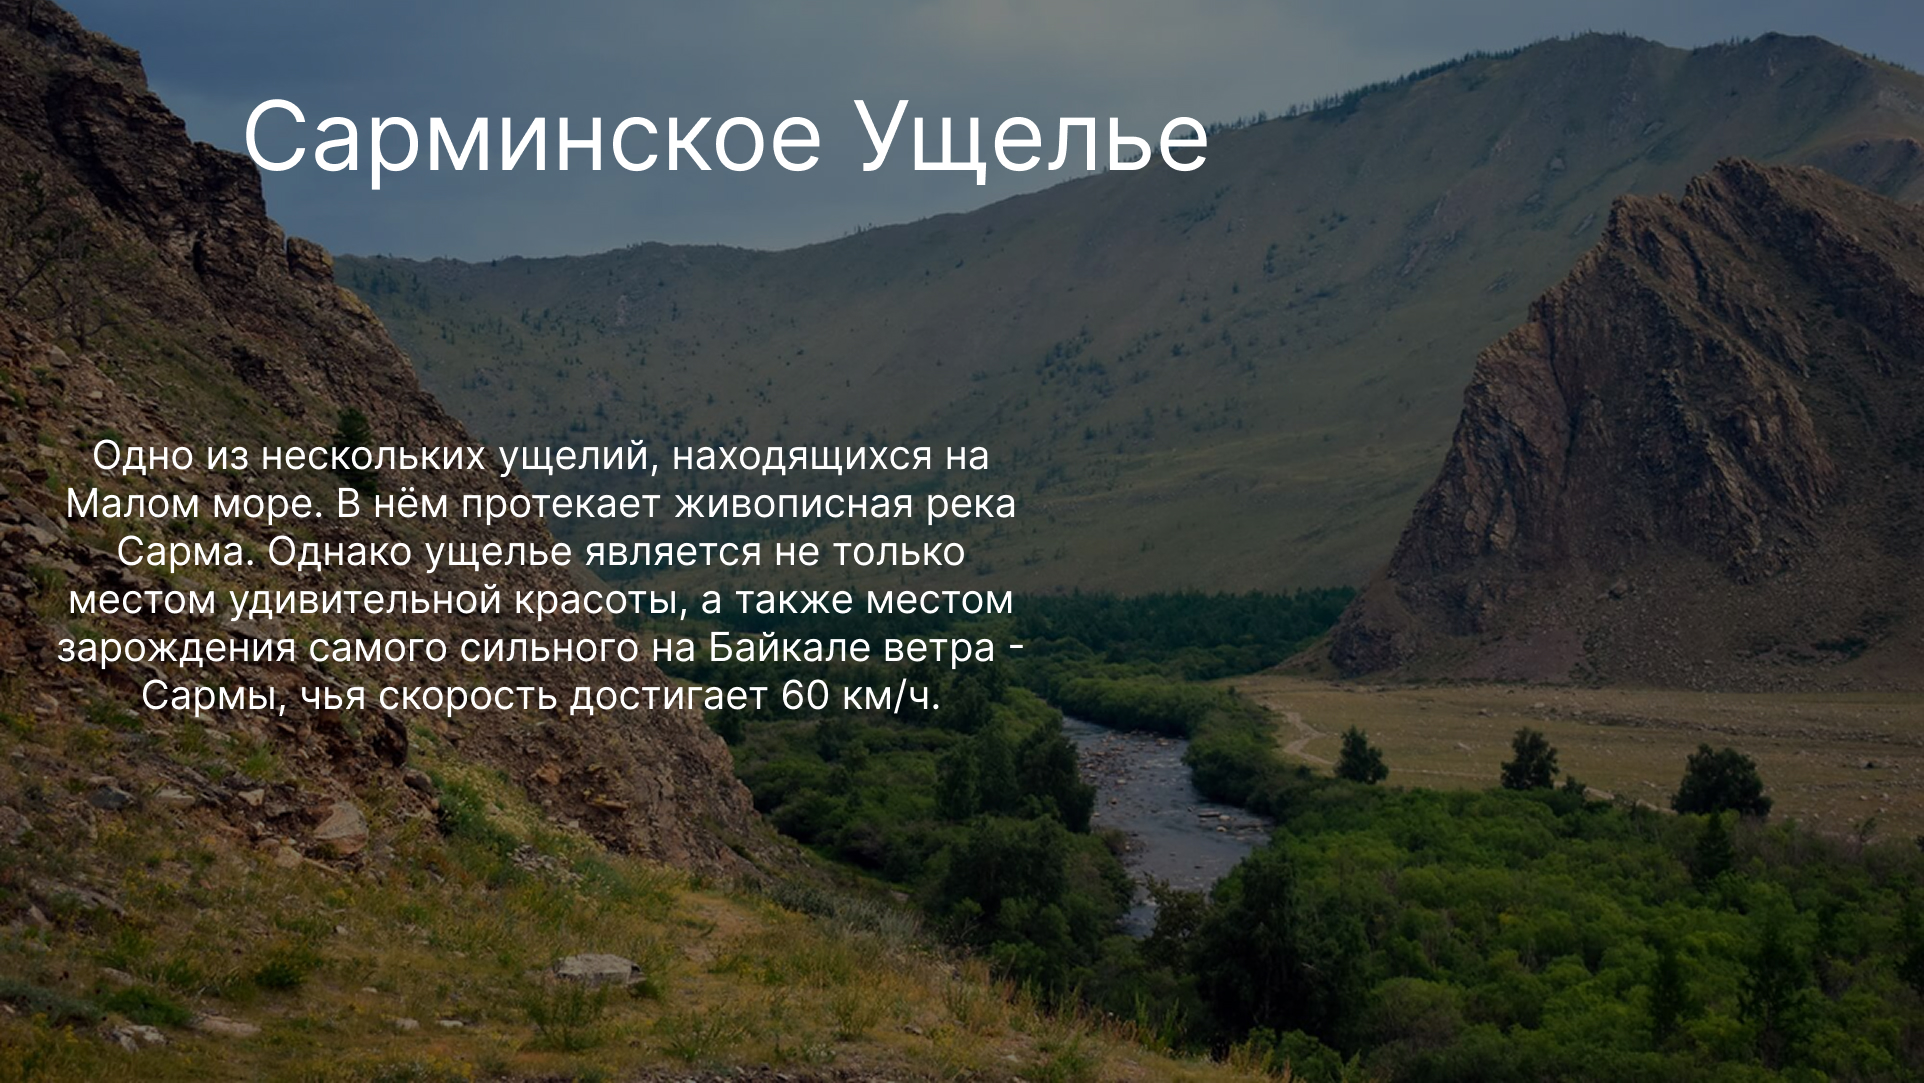 Сарминское Ущелье
Одно из нескольких ущелий, находящихся на
Малом море. В нём протекает живописная река
Сарма. Однако ущелье является не только
местом удивительной красоты, а также местом
зарождения самого сильного на Байкале ветра -
Сармы, чья скорость достигает 60 км/ч.